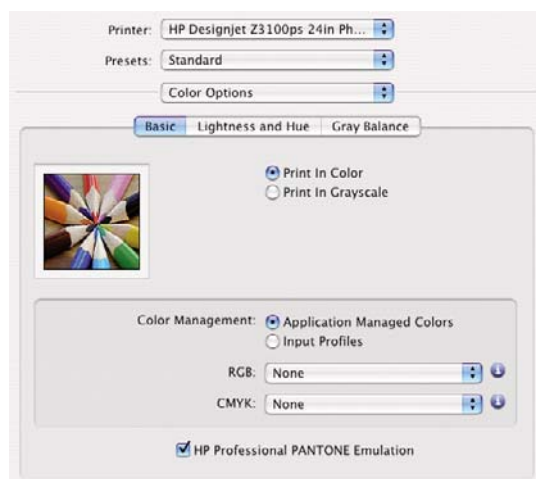 Printer: HP Designjet Z3100ps 24in Ph...
Presets: Standard
Color Options
Basic Lightness and Hue Gray Balance
Print In Color
Print In Grayscale
Color Management: Application Managed Colors
Input Profiles
RGB: None
CMYK: None
HP Professional PANTONE Emulation